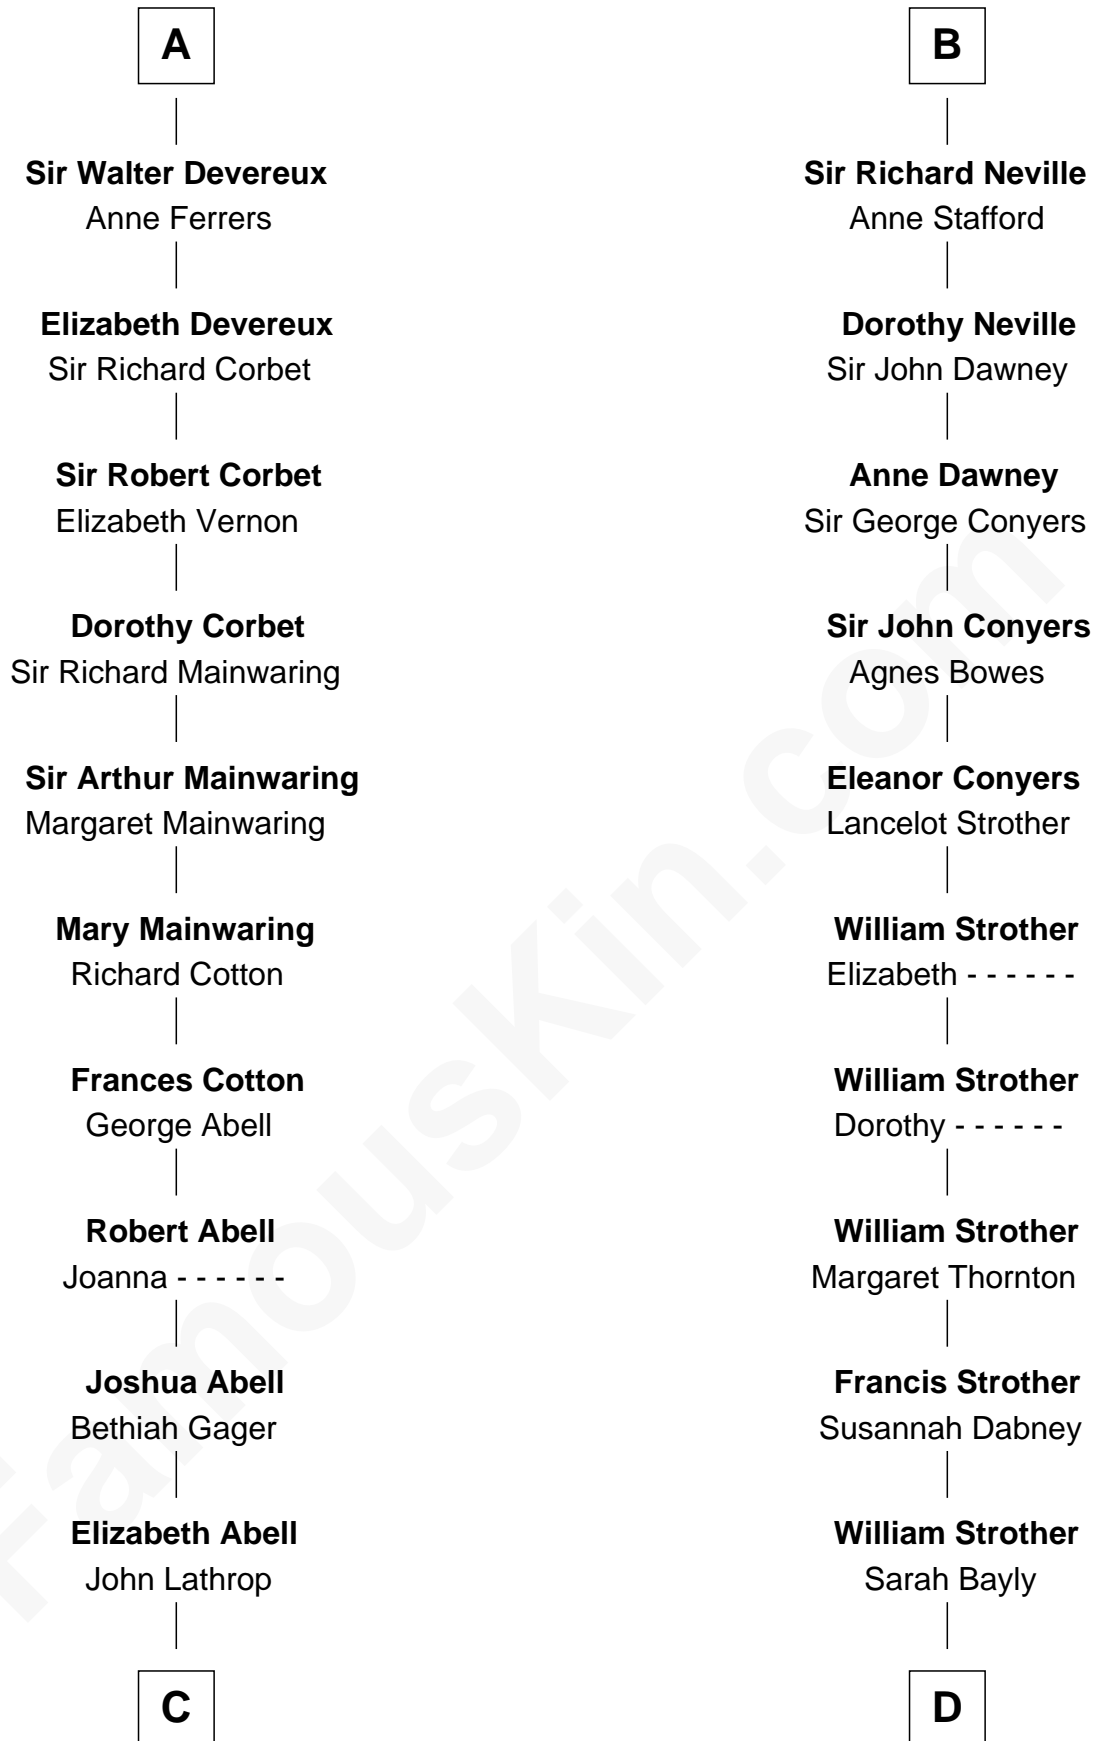 A
Sir Walter Devereux
Anne Ferrers
Elizabeth Devereux
Sir Richard Corbet
Sir Robert Corbet
Elizabeth Vernon
Dorothy Corbet
Sir Richard Mainwaring
Sir Arthur Mainwaring
Margaret Mainwaring
Mary Mainwaring
Richard Cotton
Frances Cotton
George Abell
Robert Abell
Joanna - - - - - -
Joshua Abell
Bethiah Gager
Elizabeth Abell
John Lathrop
C
B
Sir Richard Neville
Anne Stafford
Dorothy Neville
Sir John Dawney
Anne Dawney
Sir George Conyers
Sir John Conyers
Agnes Bowes
Eleanor Conyers
Lancelot Strother
William Strother
Elizabeth - - - - - -
William Strother
Dorothy - - - - - -
William Strother
Margaret Thornton
Francis Strother
Susannah Dabney
William Strother
Sarah Bayly
D
FamousKin.com